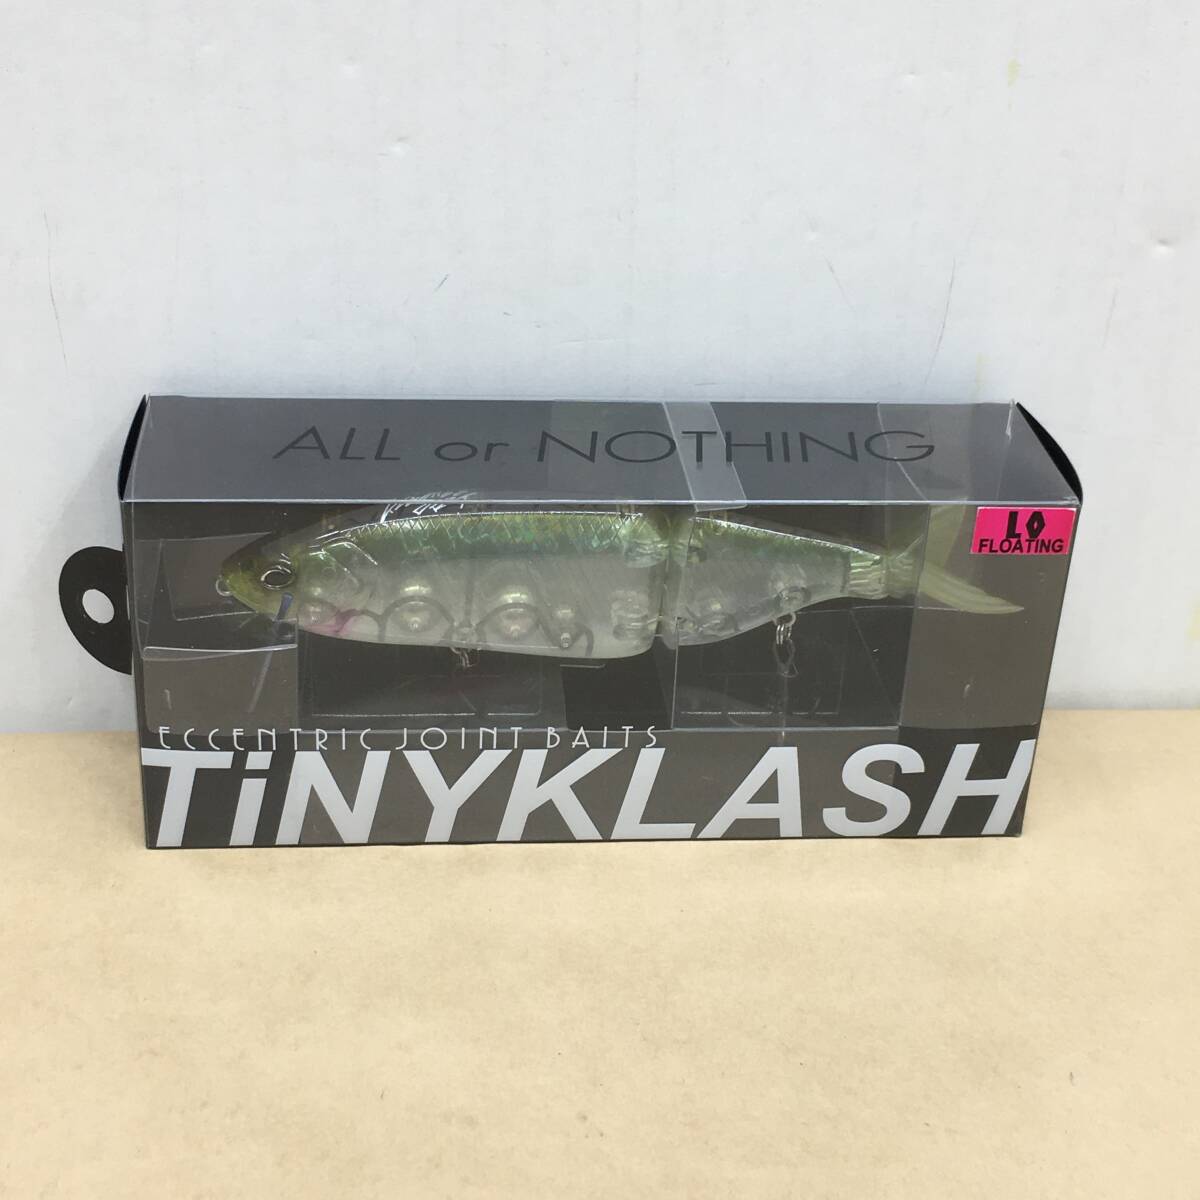 ALL or NOTHING
LO
FLOATING
ECCENTRIC JOINT BAITS
TiNYKLASH